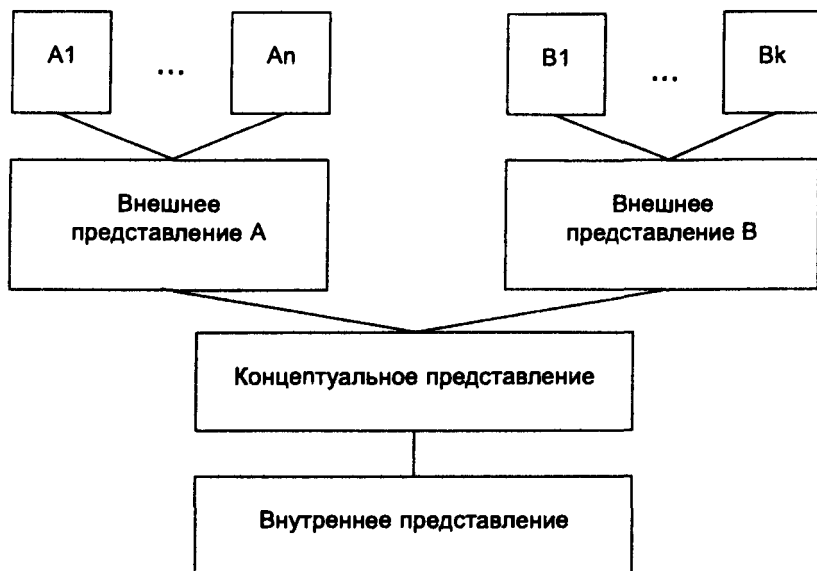 A1 ... An B1 ... Bk
Внешнее
представление A
Внешнее
представление B
Концептуальное представление
Внутреннее представление